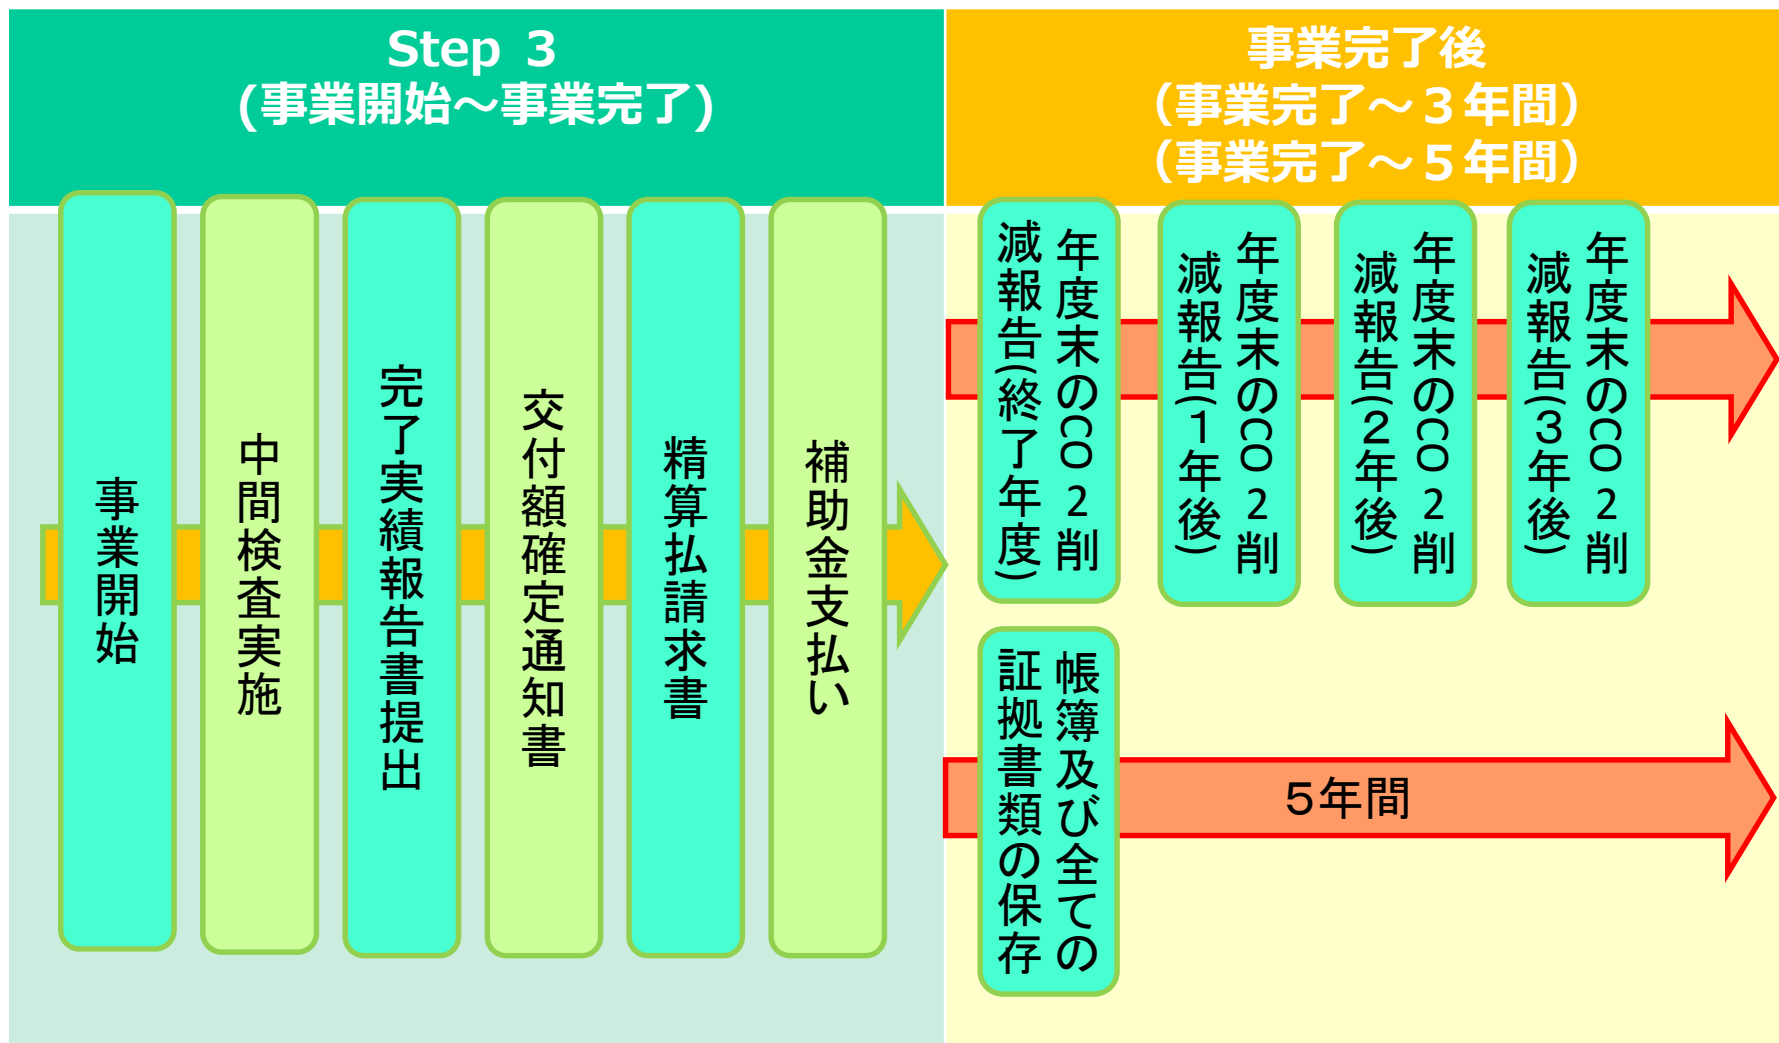 Step 3
(事業開始～事業完了)
事業完了後
（事業完了～３年間）
（事業完了～５年間）
事業開始
中間検査実施
完了実績報告書提出
交付額確定通知書
精算払請求書
補助金支払い
年度末のCO２削
減報告(終了年度)
年度末のCO２削
減報告(１年後)
年度末のCO２削
減報告(２年後)
年度末のCO２削
減報告(３年後)
帳簿及び全ての
証拠書類の保存
５年間